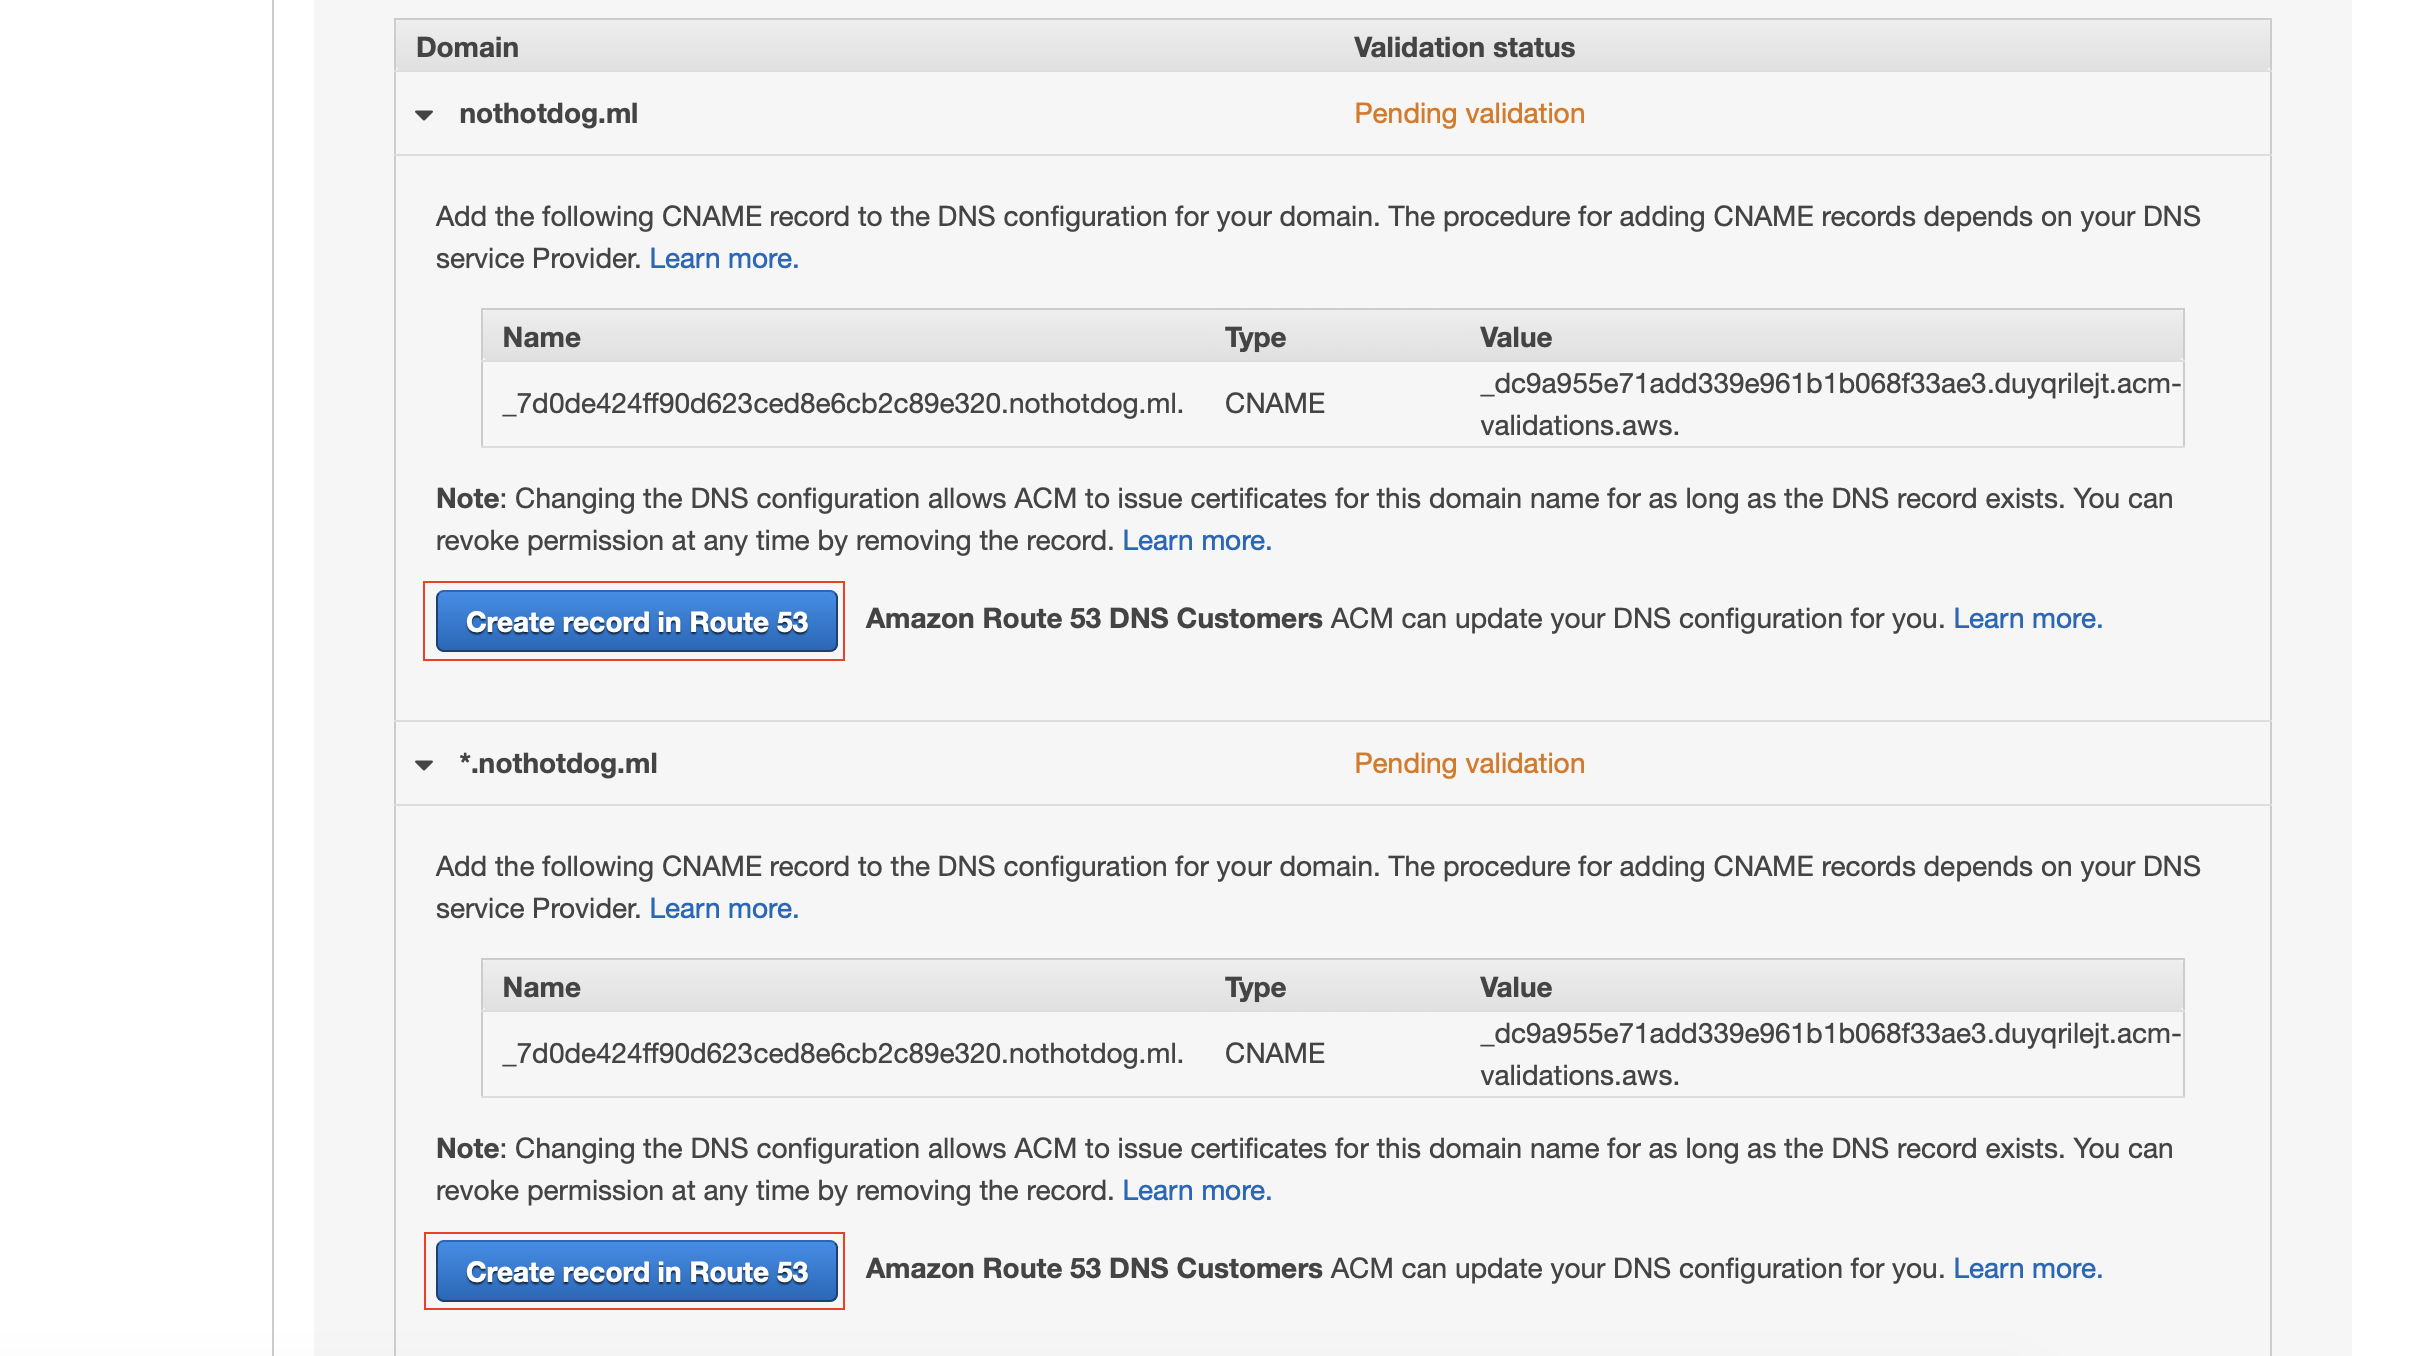 Domain Validation status
nothotdog.ml Pending validation
Add the following CNAME record to the DNS configuration for your domain. The procedure for adding CNAME records depends on your DNS
service Provider. Learn more.
Name Type Value
_7d0de424ff90d623ced8e6cb2c89e320.nothotdog.ml. CNAME _dc9a955e71add339e961b1b068f33ae3.duyqrilejt.acm-
validations.aws.
Note: Changing the DNS configuration allows ACM to issue certificates for this domain name for as long as the DNS record exists. You can
revoke permission at any time by removing the record. Learn more.
Create record in Route 53 Amazon Route 53 DNS Customers ACM can update your DNS configuration for you. Learn more.
*.nothotdog.ml Pending validation
Add the following CNAME record to the DNS configuration for your domain. The procedure for adding CNAME records depends on your DNS
service Provider. Learn more.
Name Type Value
_7d0de424ff90d623ced8e6cb2c89e320.nothotdog.ml. CNAME _dc9a955e71add339e961b1b068f33ae3.duyqrilejt.acm-
validations.aws.
Note: Changing the DNS configuration allows ACM to issue certificates for this domain name for as long as the DNS record exists. You can
revoke permission at any time by removing the record. Learn more.
Create record in Route 53 Amazon Route 53 DNS Customers ACM can update your DNS configuration for you. Learn more.